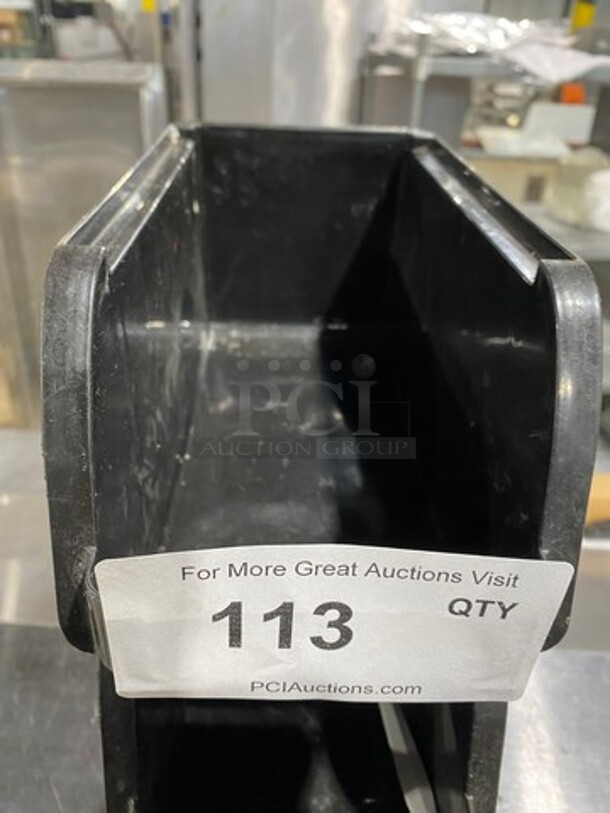 PCI
AUCTION GROUP
For More Great Auctions Visit
113 QTY
PCIAuctions.com